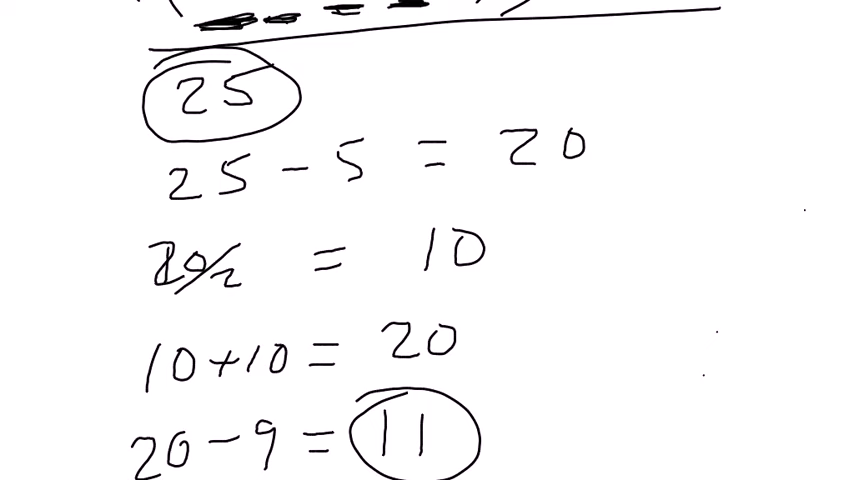 25
25 - 5 = 20
20/2 = 10
10+10 = 20
20 - 9 = 11